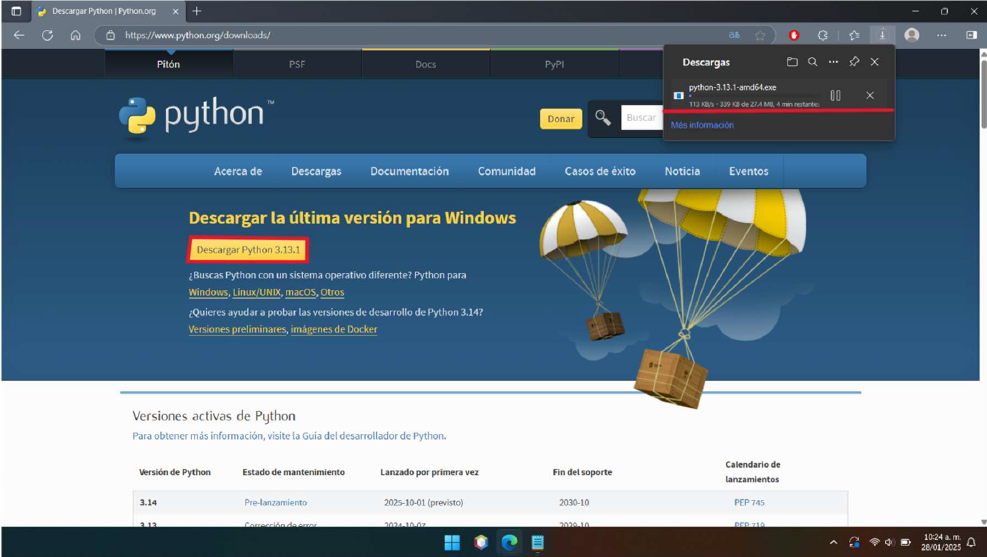 Descargar Python | Python.org
https://www.python.org/downloads/
Pitón
PSF
Docs
PyPI
Descargas
python-3.13.1-amd64.exe
113 KB/s - 339 KB de 27.4 MB, 4 min restante:
Más información
python™
Donar
Buscar
Acerca de
Descargas
Documentación
Comunidad
Casos de éxito
Noticia
Eventos
Descargar la última versión para Windows
Descargar Python 3.13.1
¿Buscas Python con un sistema operativo diferente? Python para
Windows, Linux/UNIX, macOS, Otros
¿Quieres ayudar a probar las versiones de desarrollo de Python 3.14?
Versiones preliminares, imágenes de Docker
Versiones activas de Python
Para obtener más información, visite la Guía del desarrollador de Python.
Versión de Python
Estado de mantenimiento
Lanzado por primera vez
Fin del soporte
Calendario de
lanzamientos
3.14
Pre-lanzamiento
2025-10-01 (previsto)
2030-10
PEP 745
3.13
Corrección de error
2024-10-07
2029-10
PEP 719
10:24 a. m.
28/01/2025